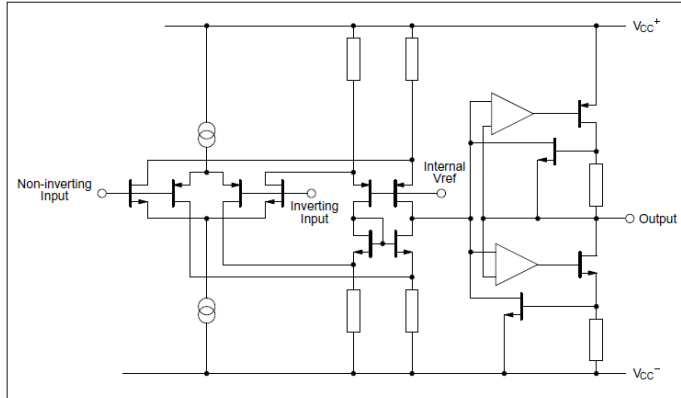 VCC+
Non-inverting
Input
Inverting
Input
Internal
Vref
Output
VCC−